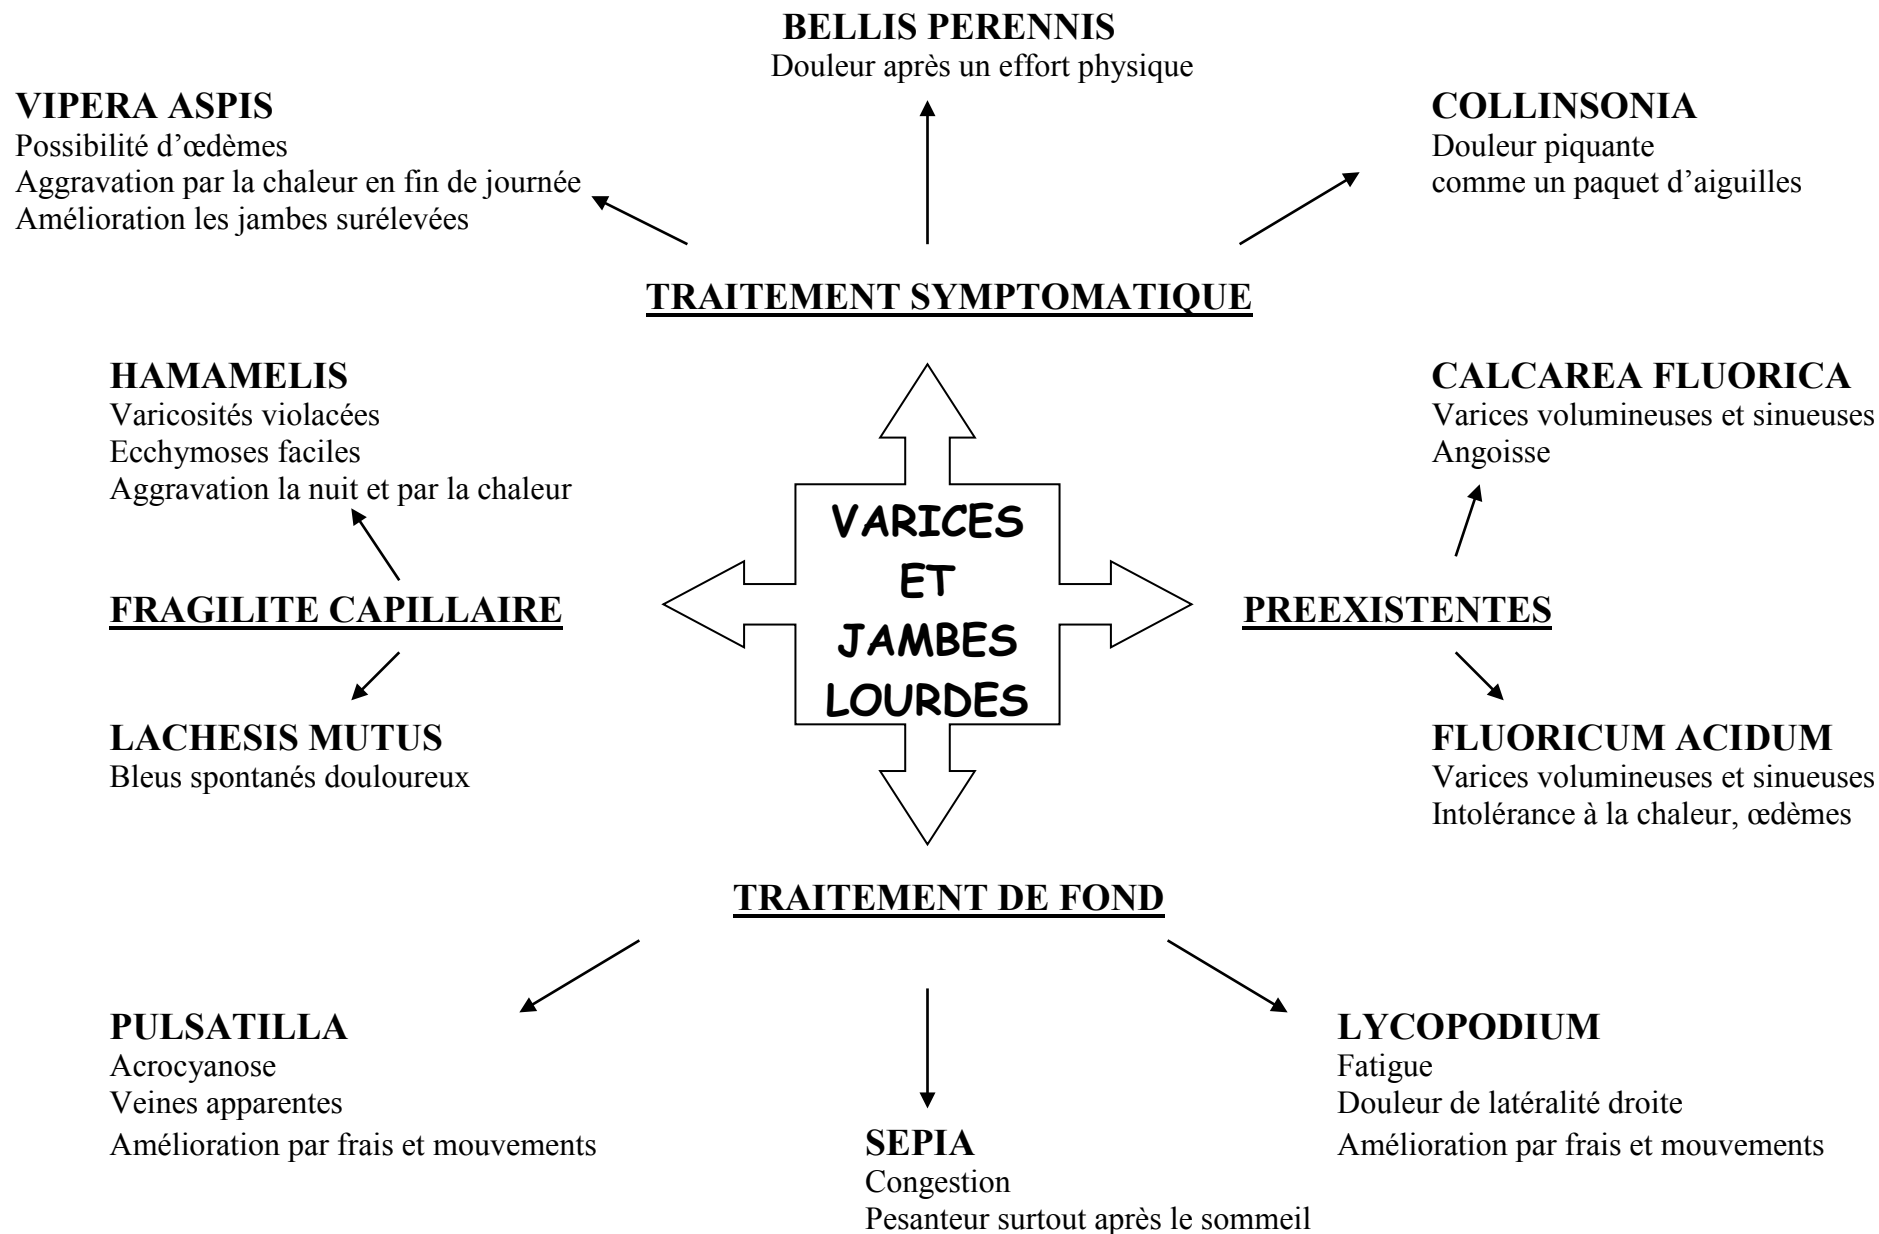 BELLIS PERENNIS
Douleur après un effort physique
VIPERA ASPIS
Possibilité d’œdèmes
Aggravation par la chaleur en fin de journée
Amélioration les jambes surélevées
COLLINSONIA
Douleur piquante
comme un paquet d’aiguilles
TRAITEMENT SYMPTOMATIQUE
HAMAMELIS
Varicosités violacées
Ecchymoses faciles
Aggravation la nuit et par la chaleur
CALCAREA FLUORICA
Varices volumineuses et sinueuses
Angoisse
VARICES
ET
JAMBES
LOURDES
FRAGILITE CAPILLAIRE
PREEXISTENTES
LACHESIS MUTUS
Bleus spontanés douloureux
FLUORICUM ACIDUM
Varices volumineuses et sinueuses
Intolérance à la chaleur, œdèmes
TRAITEMENT DE FOND
PULSATILLA
Acrocyanose
Veines apparentes
Amélioration par frais et mouvements
SEPIA
Congestion
Pesanteur surtout après le sommeil
LYCOPODIUM
Fatigue
Douleur de latéralité droite
Amélioration par frais et mouvements